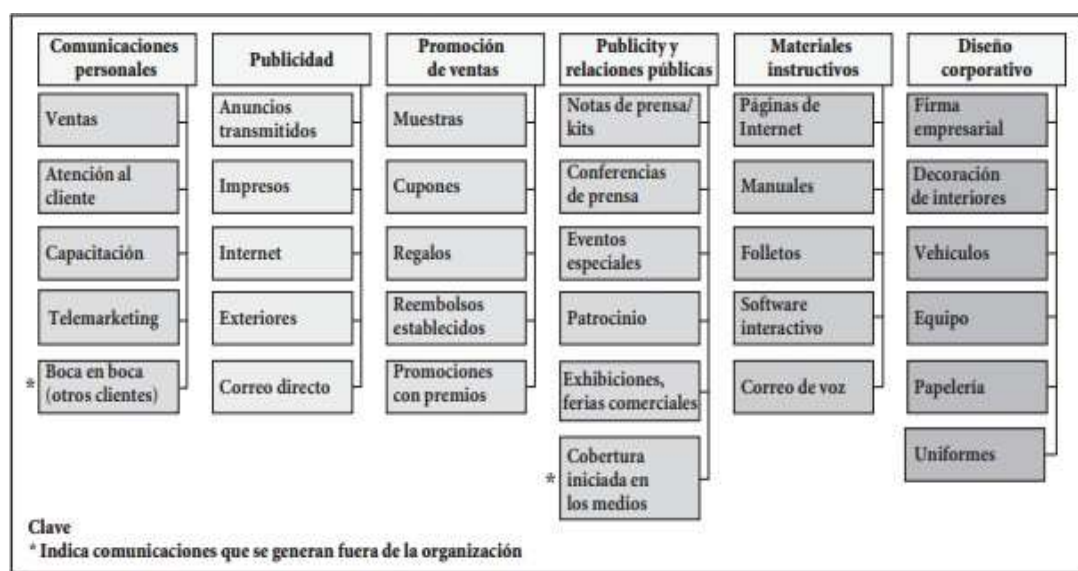 Comunicaciones
personales
Ventas
Atención al
cliente
Capacitación
Telemarketing
* Boca en boca
(otros clientes)
Publicidad
Anuncios
transmitidos
Impresos
Internet
Exteriores
Correo directo
Promoción
de ventas
Muestras
Cupones
Regalos
Reembolsos
establecidos
Promociones
con premios
Publicity y
relaciones públicas
Notas de prensa/
kits
Conferencias
de prensa
Eventos
especiales
Patrocinio
Exhibiciones,
ferias comerciales
Cobertura
* iniciada en
los medios
Materiales
instructivos
Páginas de
Internet
Manuales
Folletos
Software
interactivo
Correo de voz
Diseño
corporativo
Firma
empresarial
Decoración
de interiores
Vehículos
Equipo
Papelería
Uniformes
Clave
* Indica comunicaciones que se generan fuera de la organización